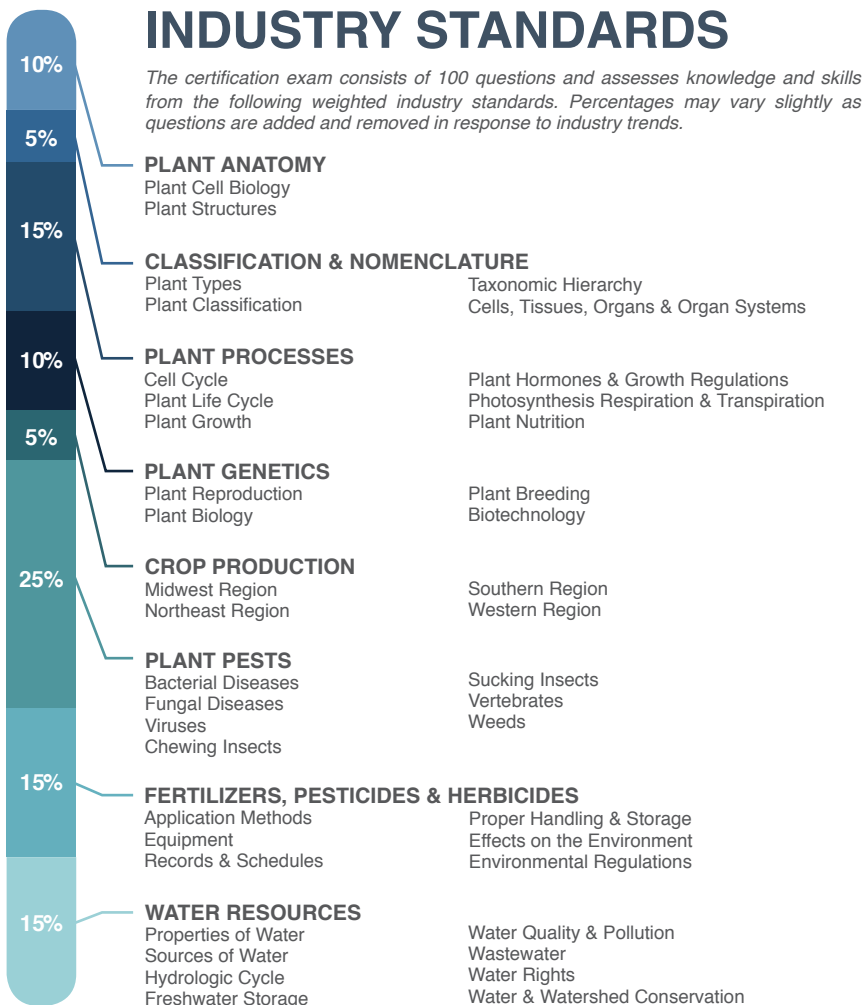 INDUSTRY STANDARDS
The certification exam consists of 100 questions and assesses knowledge and skills
from the following weighted industry standards. Percentages may vary slightly as
questions are added and removed in response to industry trends.
10%
PLANT ANATOMY
Plant Cell Biology
Plant Structures
5%
CLASSIFICATION & NOMENCLATURE
Plant Types
Plant Classification
Taxonomic Hierarchy
Cells, Tissues, Organs & Organ Systems
15%
PLANT PROCESSES
Cell Cycle
Plant Life Cycle
Plant Growth
Plant Hormones & Growth Regulations
Photosynthesis Respiration & Transpiration
Plant Nutrition
10%
PLANT GENETICS
Plant Reproduction
Plant Biology
Plant Breeding
Biotechnology
5%
CROP PRODUCTION
Midwest Region
Northeast Region
Southern Region
Western Region
25%
PLANT PESTS
Bacterial Diseases
Fungal Diseases
Viruses
Chewing Insects
Sucking Insects
Vertebrates
Weeds
15%
FERTILIZERS, PESTICIDES & HERBICIDES
Application Methods
Equipment
Records & Schedules
Proper Handling & Storage
Effects on the Environment
Environmental Regulations
15%
WATER RESOURCES
Properties of Water
Sources of Water
Hydrologic Cycle
Freshwater Storage
Water Quality & Pollution
Wastewater
Water Rights
Water & Watershed Conservation